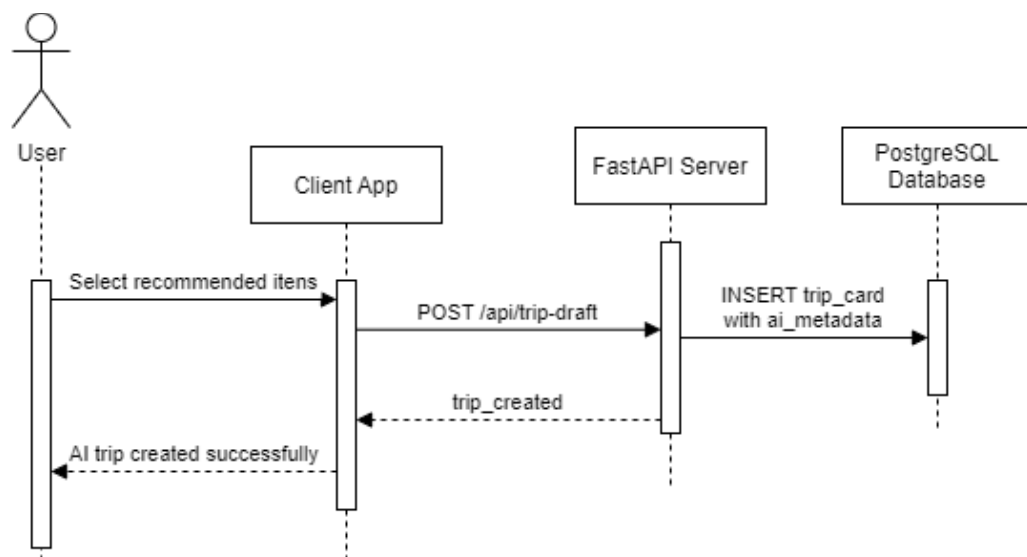 User
Client App
FastAPI Server
PostgreSQL
Database
Select recommended itens
POST /api/trip-draft
INSERT trip_card
with ai_metadata
trip_created
AI trip created successfully